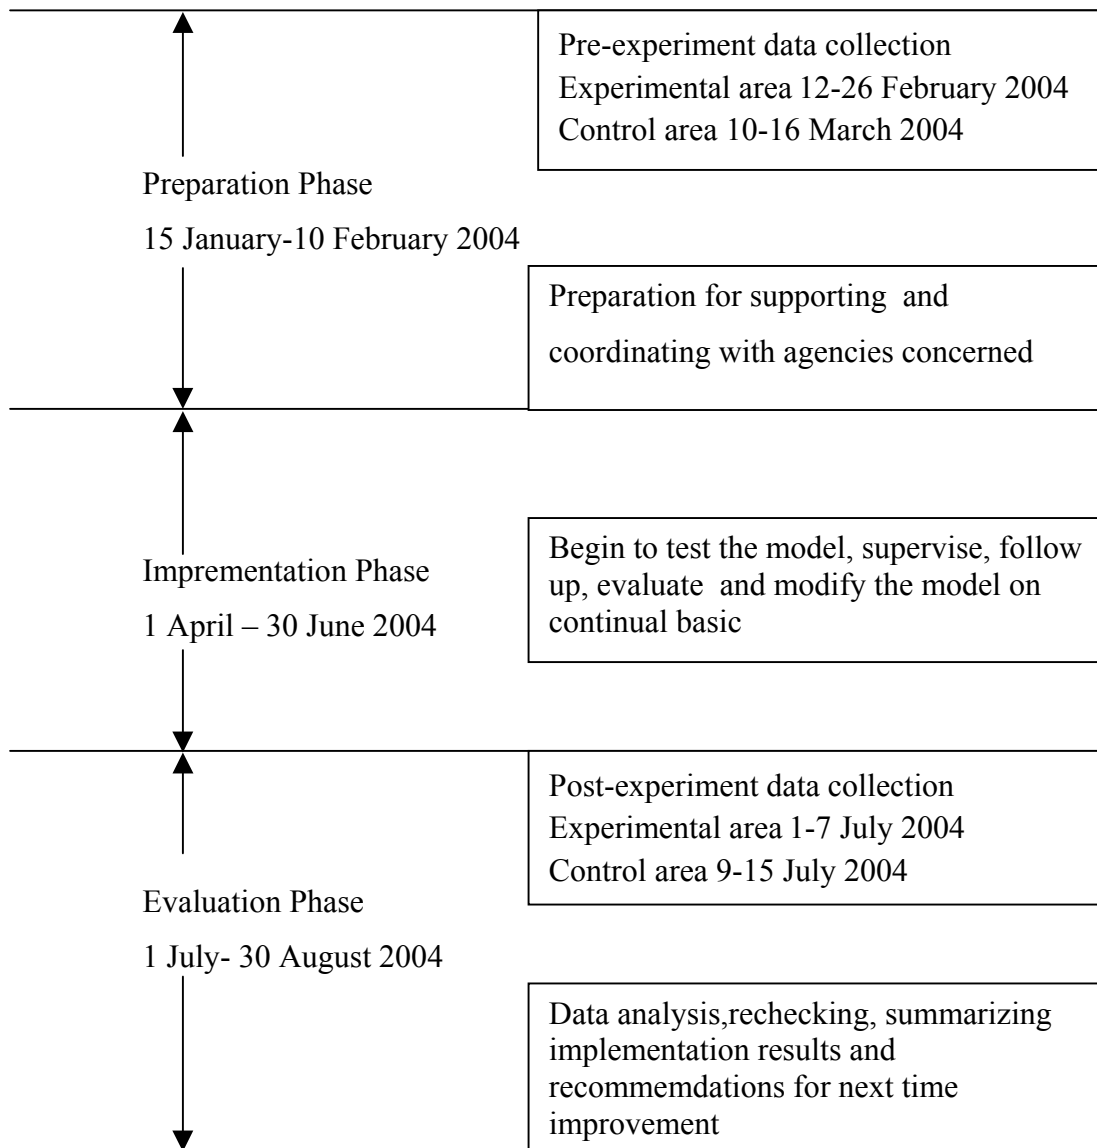 Pre-experiment data collection
Experimental area 12-26 February 2004
Control area 10-16 March 2004
Preparation Phase
15 January-10 February 2004
Preparation for supporting and
coordinating with agencies concerned
Begin to test the model, supervise, follow
up, evaluate and modify the model on
continual basic
Imprementation Phase
1 April – 30 June 2004
Post-experiment data collection
Experimental area 1-7 July 2004
Control area 9-15 July 2004
Evaluation Phase
1 July- 30 August 2004
Data analysis,rechecking, summarizing
implementation results and
recommemdations for next time
improvement